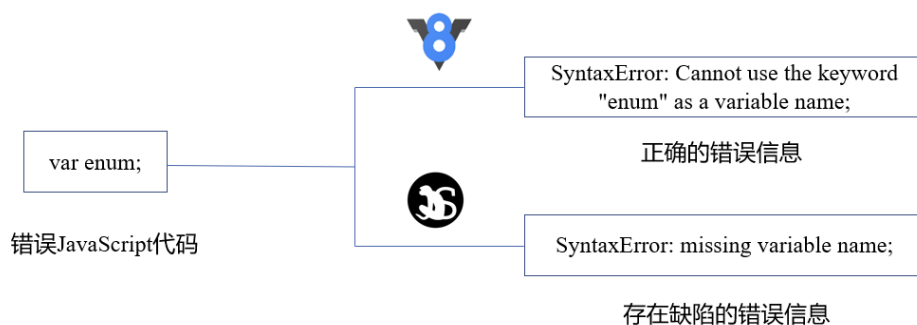 8
SyntaxError: Cannot use the keyword
"enum" as a variable name;
正确的错误信息
var enum;
错误JavaScript代码
JS
SyntaxError: missing variable name;
存在缺陷的错误信息